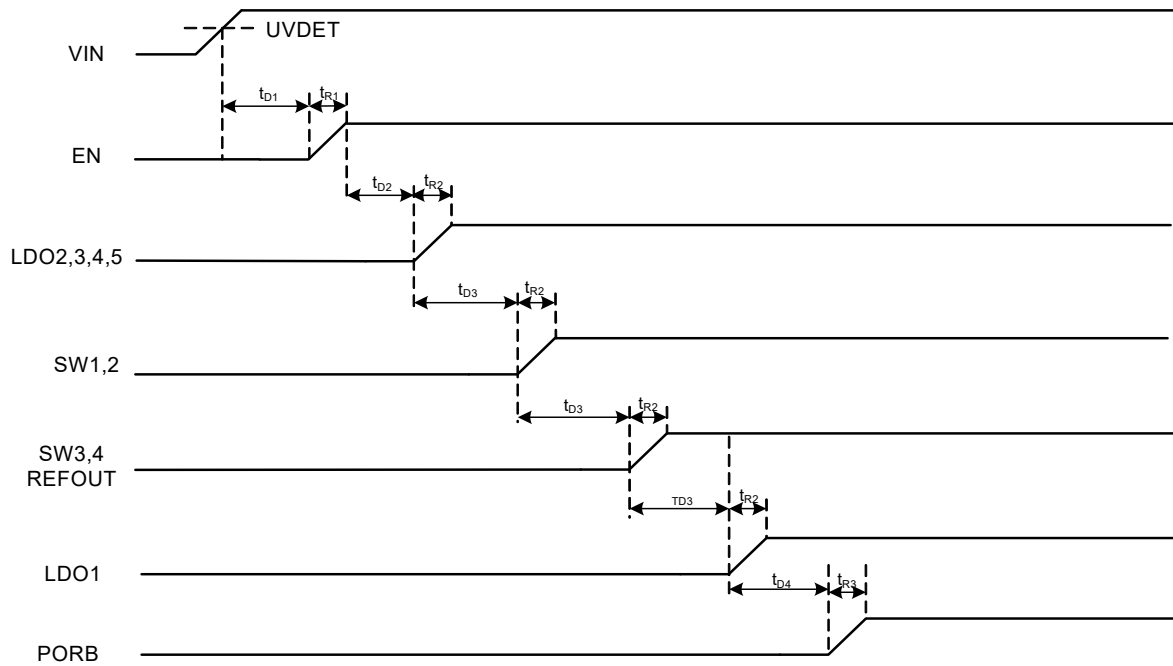 UVDET
VIN
tD1
tR1
EN
tD2
tR2
LDO2,3,4,5
tD3
tR2
SW1,2
tD3
tR2
SW3,4
REFOUT
TD3
tR2
LDO1
tD4
tR3
PORB